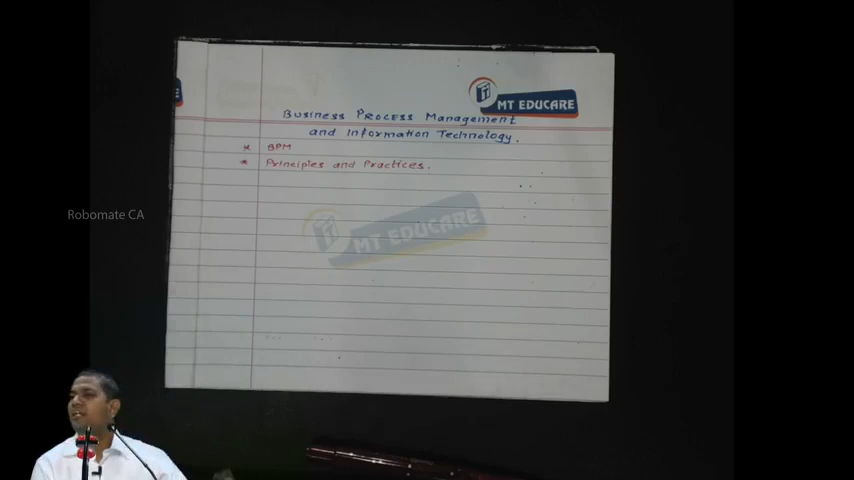 MT EDUCARE
Business Process Management
and Information Technology.
* BPM
* Principles and Practices.
Robomate CA
MT EDUCARE